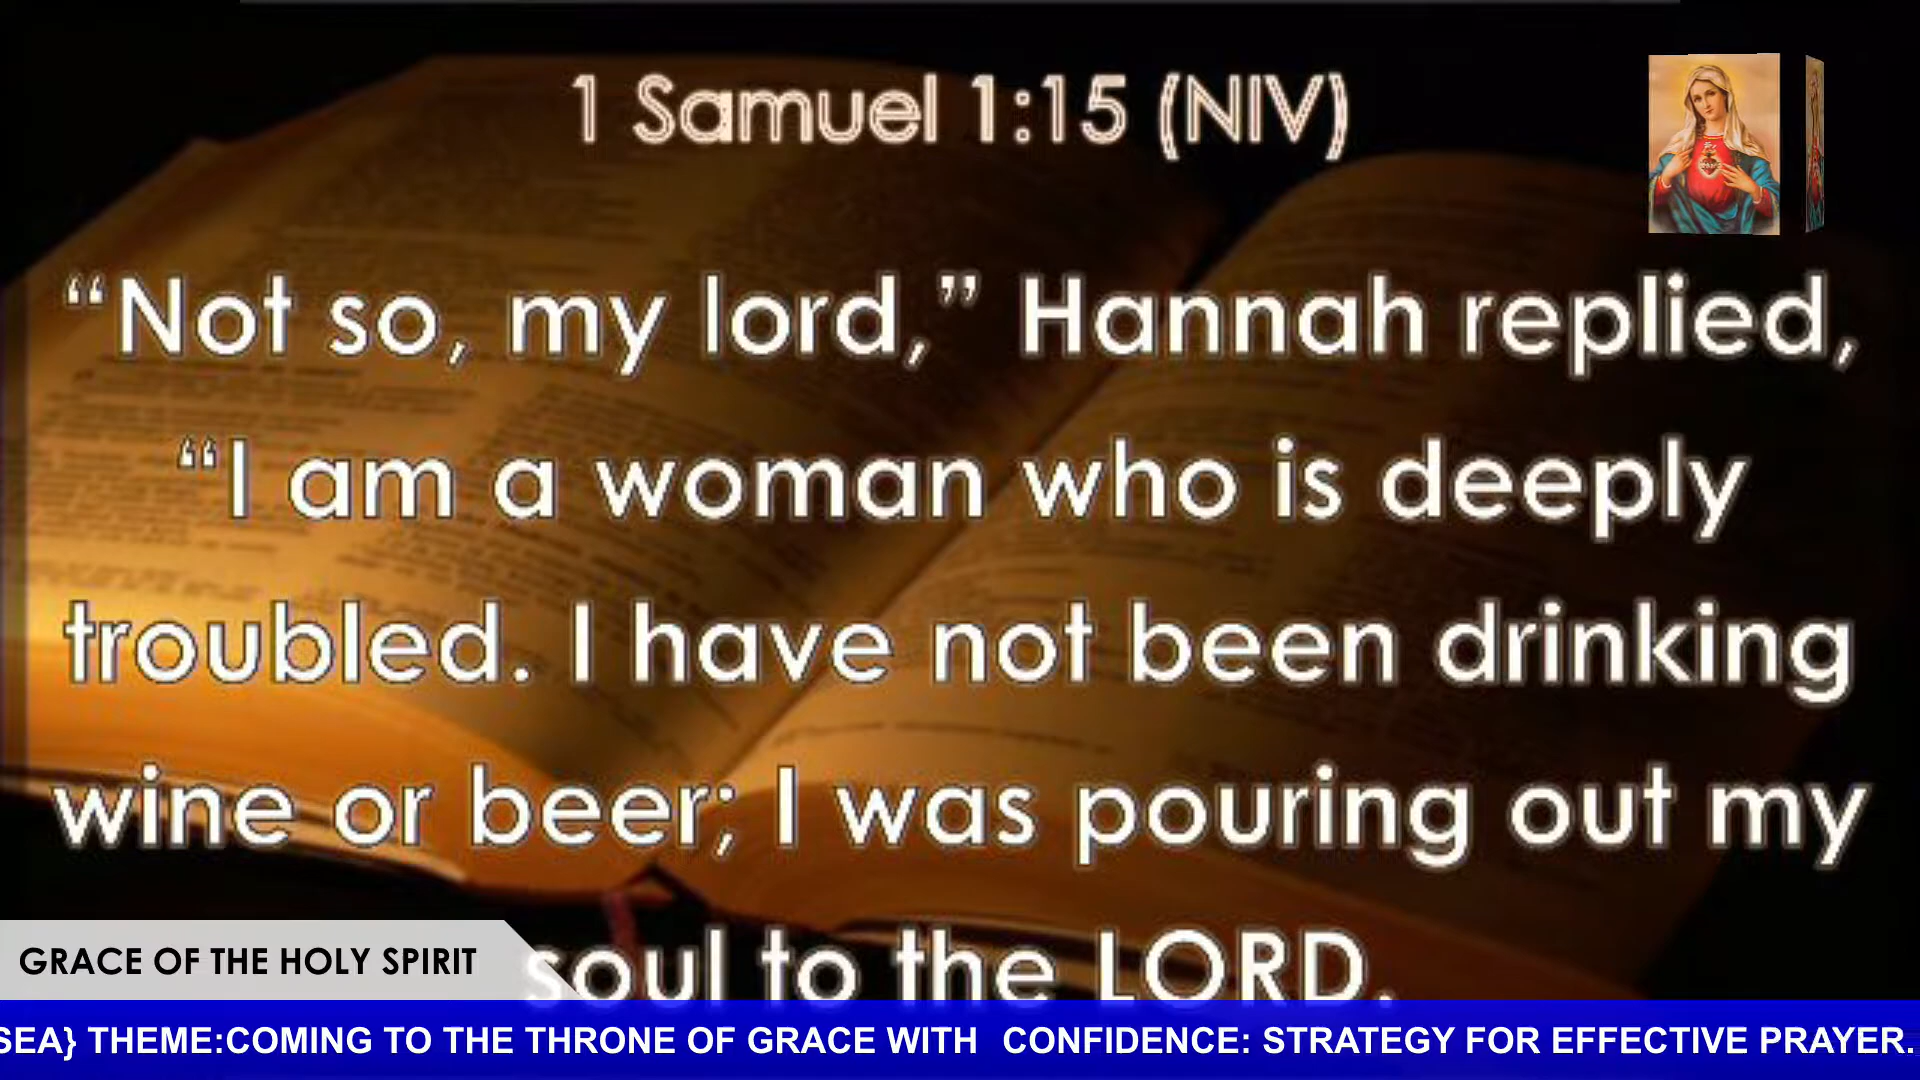 1 Samuel 1:15 (NIV)
“Not so, my lord,” Hannah replied,
“I am a woman who is deeply
troubled. I have not been drinking
wine or beer; I was pouring out my
soul to the LORD.
GRACE OF THE HOLY SPIRIT
SEA} THEME:COMING TO THE THRONE OF GRACE WITH CONFIDENCE: STRATEGY FOR EFFECTIVE PRAYER.